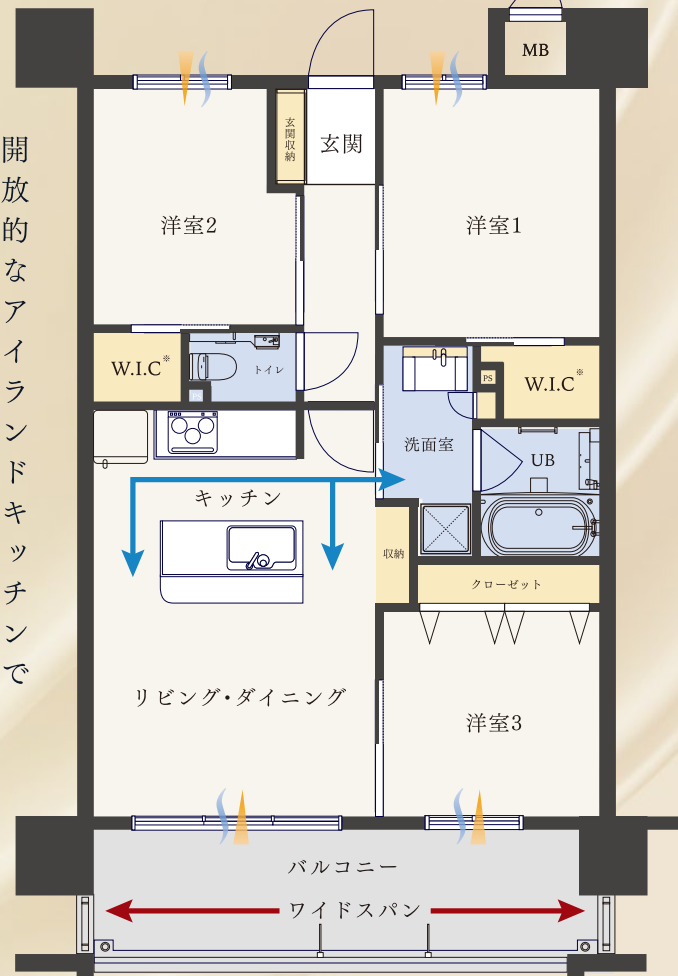 開放的なアイランドキッチンで
MB
玄関収納
玄関
洋室2
洋室1
W.I.C※
トイレ
PS
W.I.C※
洗面室
UB
キッチン
収納
クローゼット
リビング・ダイニング
洋室3
バルコニー
ワイドスパン